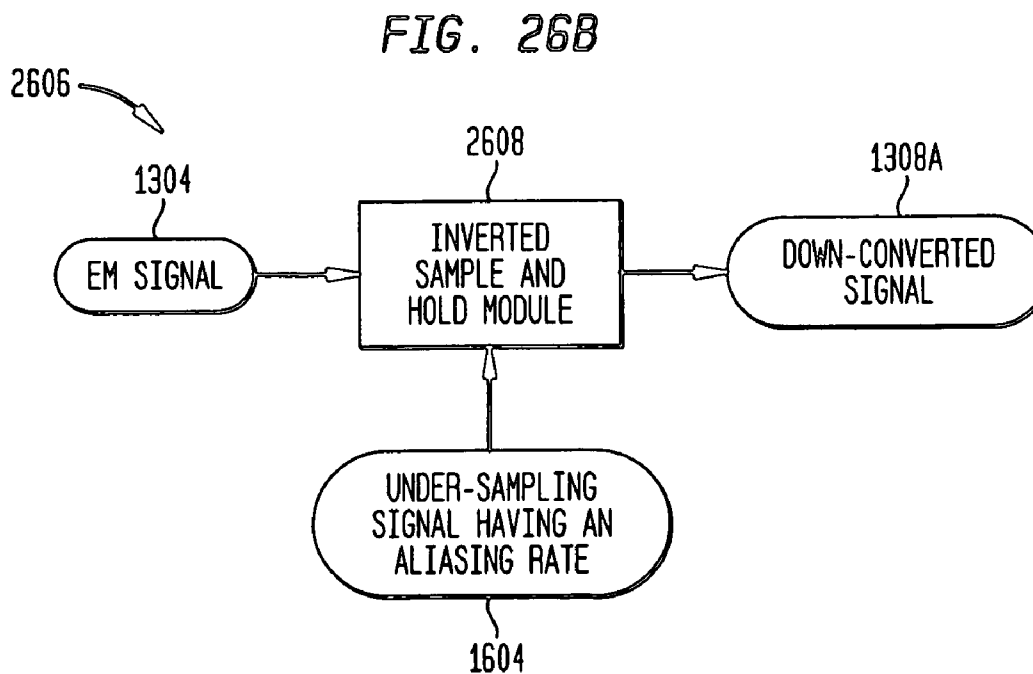 FIG. 26B
2606
2608
1304
1308A
EM SIGNAL
INVERTED
SAMPLE AND
HOLD MODULE
DOWN-CONVERTED
SIGNAL
UNDER-SAMPLING
SIGNAL HAVING AN
ALIASING RATE
1604